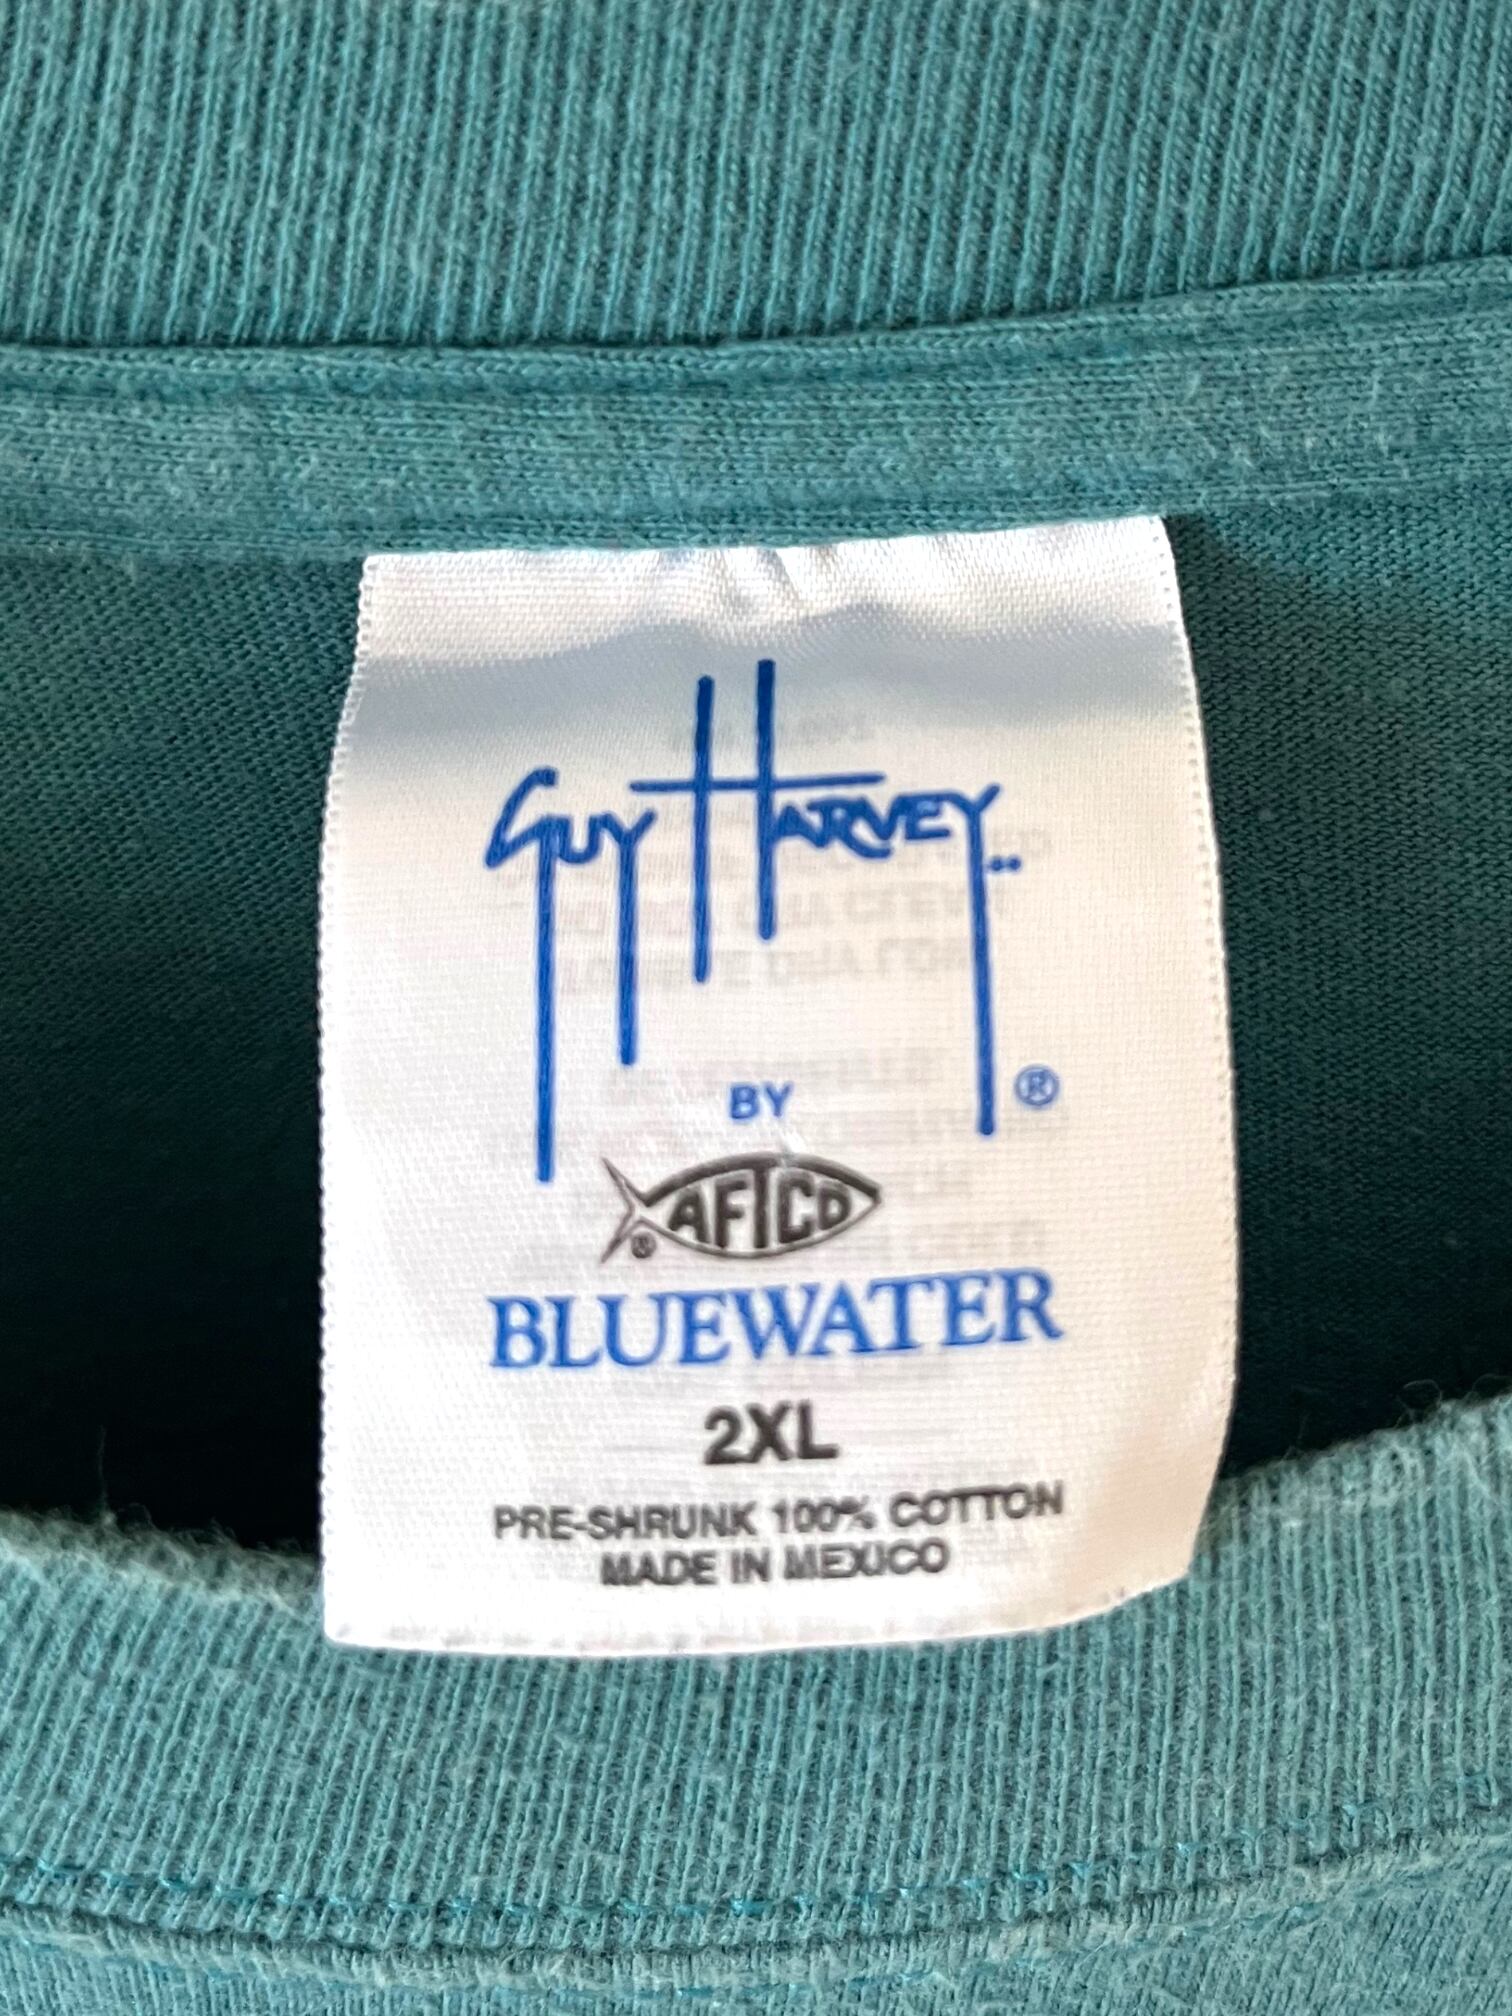 GUY HARVEY ®
BY
AFTCO ®
BLUEWATER
2XL
PRE-SHRUNK 100% COTTON
MADE IN MEXICO